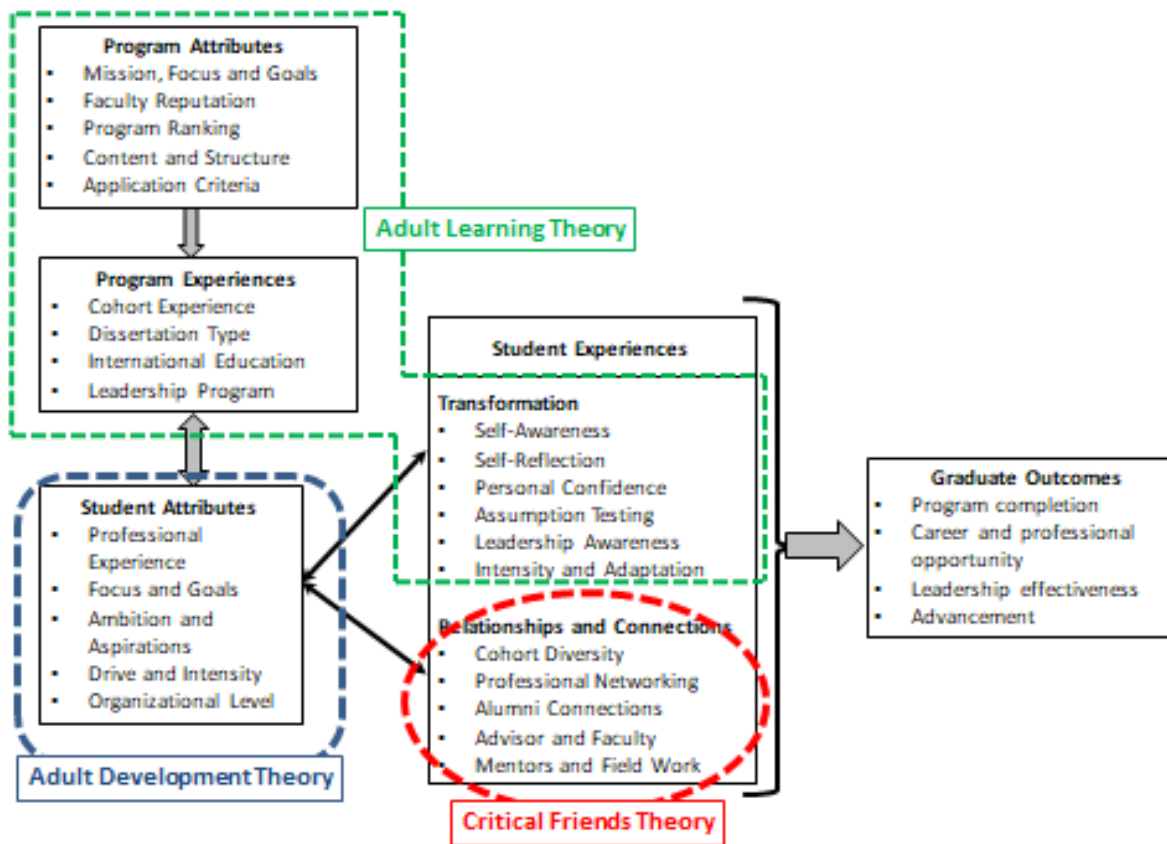 Program Attributes
▪ Mission, Focus and Goals
▪ Faculty Reputation
▪ Program Ranking
▪ Content and Structure
▪ Application Criteria
Adult Learning Theory
Program Experiences
▪ Cohort Experience
▪ Dissertation Type
▪ International Education
▪ Leadership Program
Student Attributes
▪ Professional
Experience
▪ Focus and Goals
▪ Ambition and
Aspirations
▪ Drive and Intensity
▪ Organizational Level
Adult Development Theory
Student Experiences
Transformation
▪ Self-Awareness
▪ Self-Reflection
▪ Personal Confidence
▪ Assumption Testing
▪ Leadership Awareness
▪ Intensity and Adaptation
Relationships and Connections
▪ Cohort Diversity
▪ Professional Networking
▪ Alumni Connections
▪ Advisor and Faculty
▪ Mentors and Field Work
Critical Friends Theory
Graduate Outcomes
▪ Program completion
▪ Career and professional
opportunity
▪ Leadership effectiveness
▪ Advancement